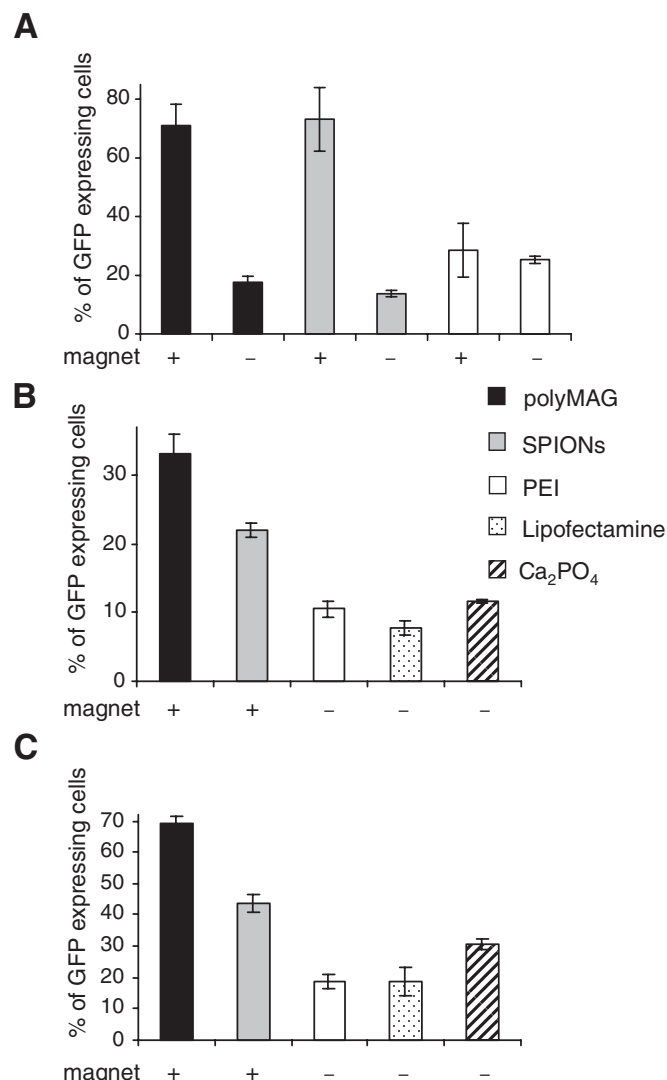 A
% of GFP expressing cells
80
60
40
20
0
magnet + – + – + –
B
% of GFP expressing cells
30
20
10
0
magnet + + – – –
polyMAG
SPIONs
PEI
Lipofectamine
Ca₂PO₄
C
% of GFP expressing cells
70
60
50
40
30
20
10
0
magnet + + – – –